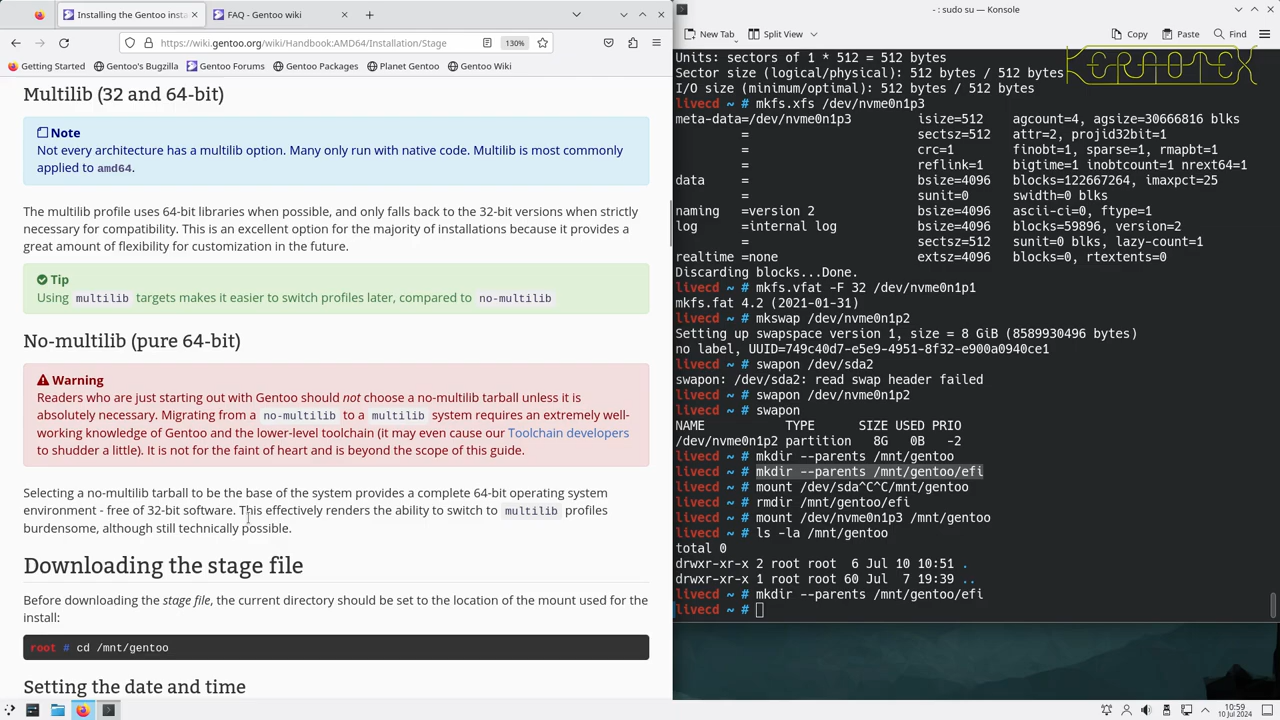 Installing the Gentoo inst
FAQ - Gentoo wiki
https://wiki.gentoo.org/wiki/Handbook:AMD64/Installation/Stage
130%
Getting Started
Gentoo's Bugzilla
Gentoo Forums
Gentoo Packages
Planet Gentoo
Gentoo Wiki
Multilib (32 and 64-bit)
Note
Not every architecture has a multilib option. Many only run with native code. Multilib is most commonly
applied to amd64.
The multilib profile uses 64-bit libraries when possible, and only falls back to the 32-bit versions when strictly
necessary for compatibility. This is an excellent option for the majority of installations because it provides a
great amount of flexibility for customization in the future.
Tip
Using multilib targets makes it easier to switch profiles later, compared to no-multilib
No-multilib (pure 64-bit)
Warning
Readers who are just starting out with Gentoo should not choose a no-multilib tarball unless it is
absolutely necessary. Migrating from a no-multilib to a multilib system requires an extremely well-
working knowledge of Gentoo and the lower-level toolchain (it may even cause our Toolchain developers
to shudder a little). It is not for the faint of heart and is beyond the scope of this guide.
Selecting a no-multilib tarball to be the base of the system provides a complete 64-bit operating system
environment - free of 32-bit software. This effectively renders the ability to switch to multilib profiles
burdensome, although still technically possible.
Downloading the stage file
Before downloading the stage file, the current directory should be set to the location of the mount used for the
install:
root # cd /mnt/gentoo
Setting the date and time
- : sudo su — Konsole
New Tab
Split View
Copy
Paste
Find
KERNOTEX
Units: sectors of 1 * 512 = 512 bytes
Sector size (logical/physical): 512 bytes / 512 bytes
I/O size (minimum/optimal): 512 bytes / 512 bytes
livecd ~ # mkfs.xfs /dev/nvme0n1p3
meta-data=/dev/nvme0n1p3 isize=512 agcount=4, agsize=30666816 blks
= sectsz=512 attr=2, projid32bit=1
= crc=1 finobt=1, sparse=1, rmapbt=1
= reflink=1 bigtime=1 inobtcount=1 nrext64=1
data = bsize=4096 blocks=122667264, imaxpct=25
= sunit=0 swidth=0 blks
naming =version 2 bsize=4096 ascii-ci=0, ftype=1
log =internal log bsize=4096 blocks=59896, version=2
= sectsz=512 sunit=0 blks, lazy-count=1
realtime =none extsz=4096 blocks=0, rtextents=0
Discarding blocks...Done.
livecd ~ # mkfs.vfat -F 32 /dev/nvme0n1p1
mkfs.fat 4.2 (2021-01-31)
livecd ~ # mkswap /dev/nvme0n1p2
Setting up swapspace version 1, size = 8 GiB (8589930496 bytes)
no label, UUID=749c40d7-e5e9-4951-8f32-e900a0940ce1
livecd ~ # swapon /dev/sda2
swapon: /dev/sda2: read swap header failed
livecd ~ # swapon /dev/nvme0n1p2
livecd ~ # swapon
NAME TYPE SIZE USED PRIO
/dev/nvme0n1p2 partition 8G 0B -2
livecd ~ # mkdir --parents /mnt/gentoo
livecd ~ # mkdir --parents /mnt/gentoo/efi
livecd ~ # mount /dev/sda^C^C/mnt/gentoo
livecd ~ # rmdir /mnt/gentoo/efi
livecd ~ # mount /dev/nvme0n1p3 /mnt/gentoo
livecd ~ # ls -la /mnt/gentoo
total 0
drwxr-xr-x 2 root root 6 Jul 10 10:51 .
drwxr-xr-x 1 root root 60 Jul 7 19:39 ..
livecd ~ # mkdir --parents /mnt/gentoo/efi
livecd ~ #
10:59
10 Jul 2024